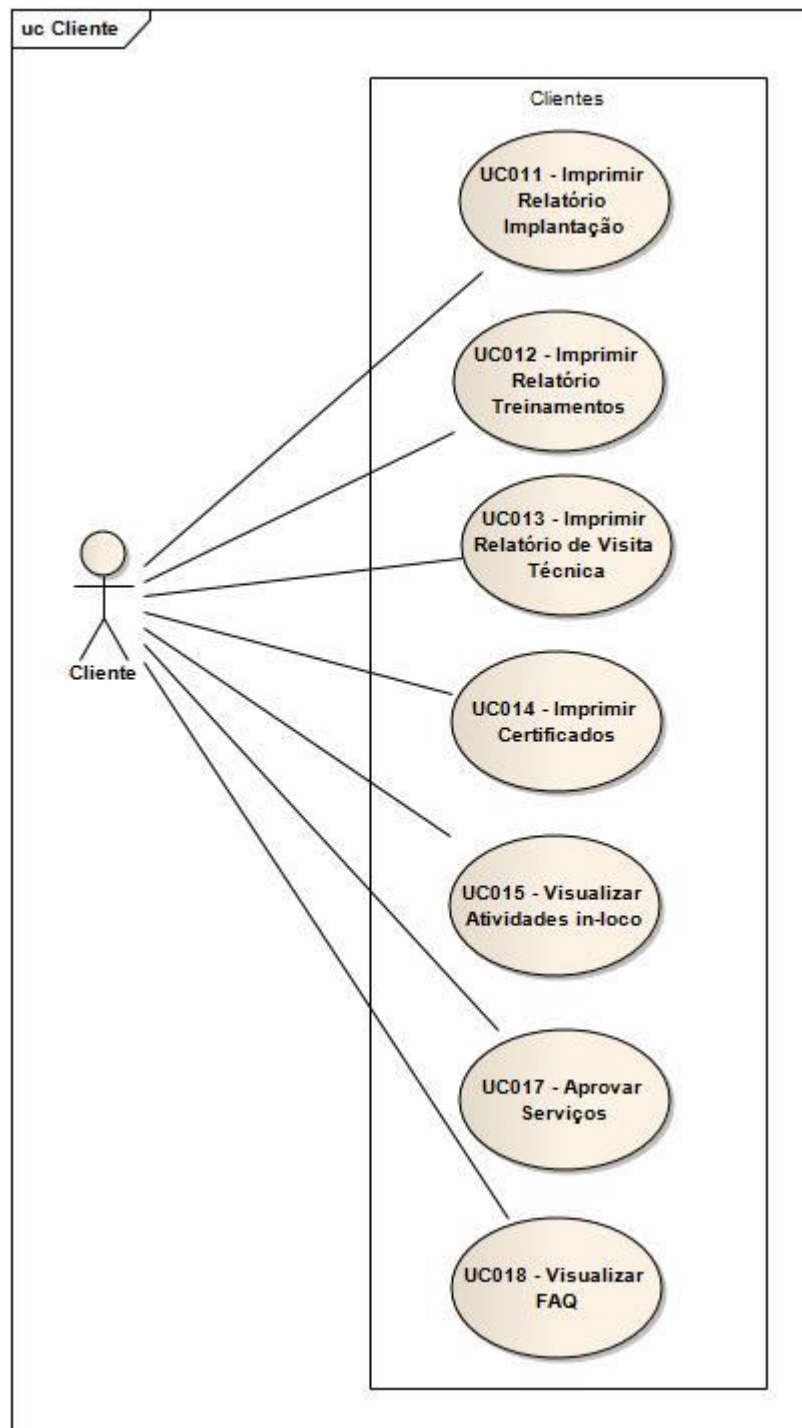 uc Cliente
Clientes
UC011 - Imprimir
Relatório
Implantação
UC012 - Imprimir
Relatório
Treinamentos
UC013 - Imprimir
Relatório de Visita
Técnica
Cliente
UC014 - Imprimir
Certificados
UC015 - Visualizar
Atividades in-loco
UC017 - Aprovar
Serviços
UC018 - Visualizar
FAQ